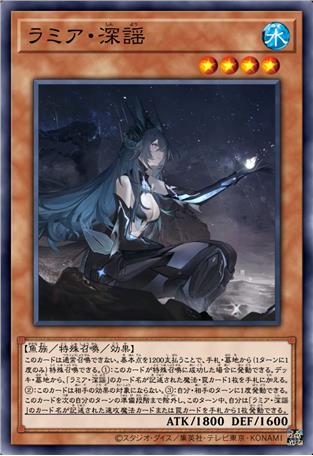 ラミア・深謡
水
【魚族／特殊召喚／効果】
このカードは通常召喚できない。基本点を1200支払うことで、手札・墓地から(1ターンに1
度のみ)特殊召喚できる。①:このカードが特殊召喚に成功した場合に発動できる。デッ
キ・墓地から、「ラミア・深謡」のカード名が記述された魔法・罠カード1枚を手札に加える。
②:このカードは相手の効果の対象にならない。③:自分・相手のターンに1度発動できる。
このカードを次の自分のターンの準備段階まで除外し、このターン中、自分は「ラミア・深謡」
のカード名が記述された速攻魔法カードまたは罠カードを手札から1枚発動できる。
ATK/1800 DEF/1600
©スタジオ・ダイス/集英社・テレビ東京・KONAMI